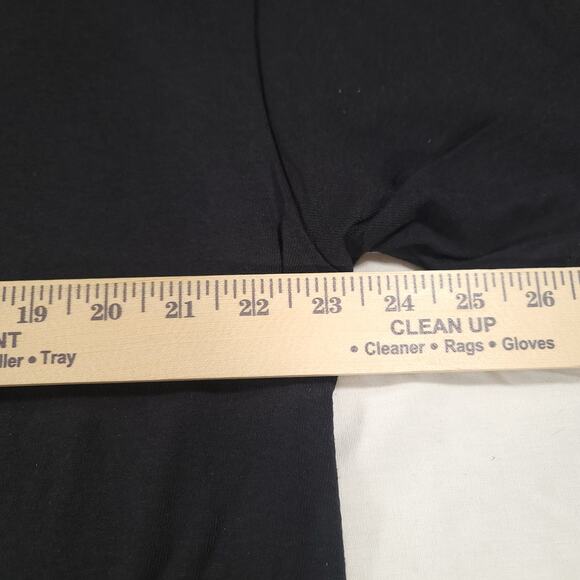 19 20 21 22 23 24 25 26
NT CLEAN UP
ller • Tray • Cleaner • Rags • Gloves